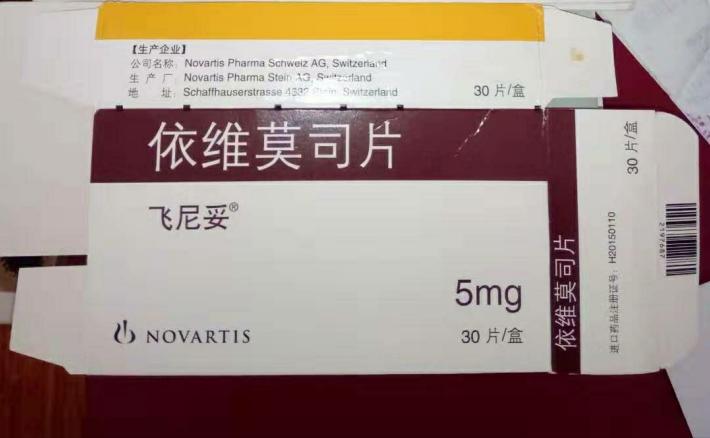 【生产企业】
公司名称: Novartis Pharma Schweiz AG, Switzerland
生 产 厂: Novartis Pharma Stein AG, Switzerland
地 址: Schaffhauserstrasse 4332 Stein, Switzerland
30 片/盒
依维莫司片
飞尼妥®
5mg
30 片/盒
NOVARTIS
依维莫司片
进口药品注册证号: H20150110
30 片/盒
2197687